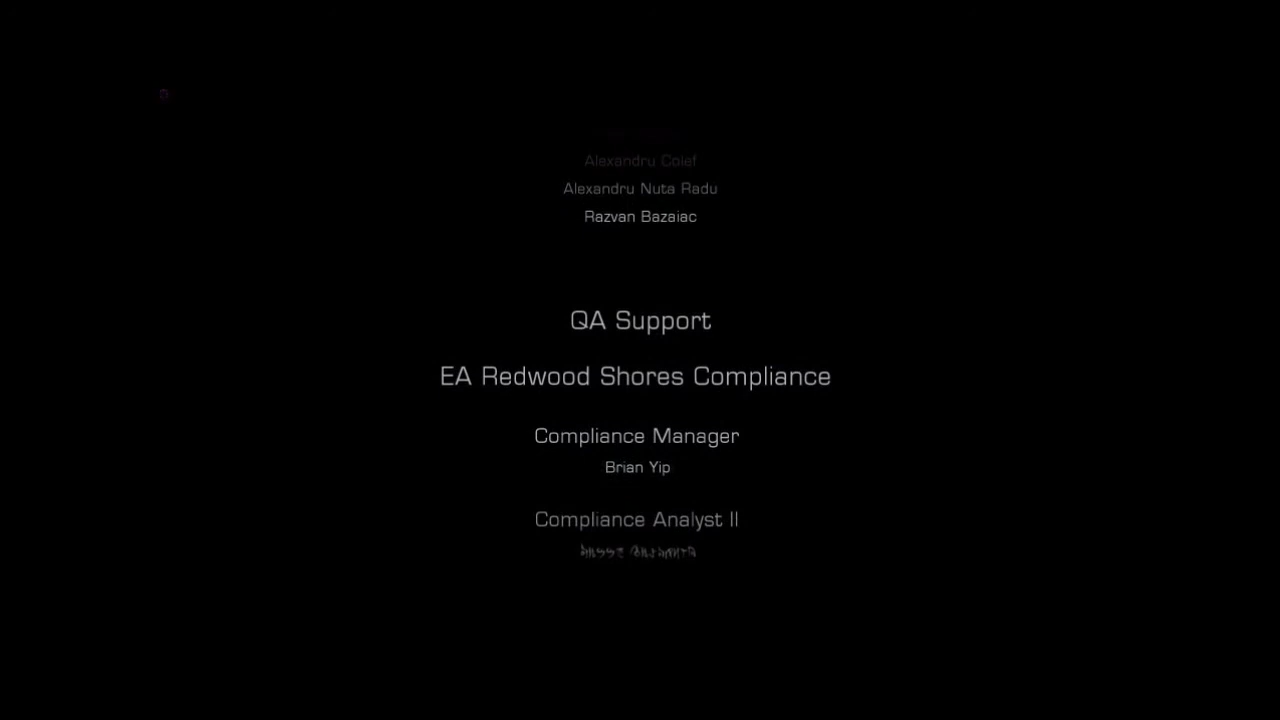 Alexandru Colef
Alexandru Nuta Radu
Razvan Bazaiac
QA Support
EA Redwood Shores Compliance
Compliance Manager
Brian Yip
Compliance Analyst II